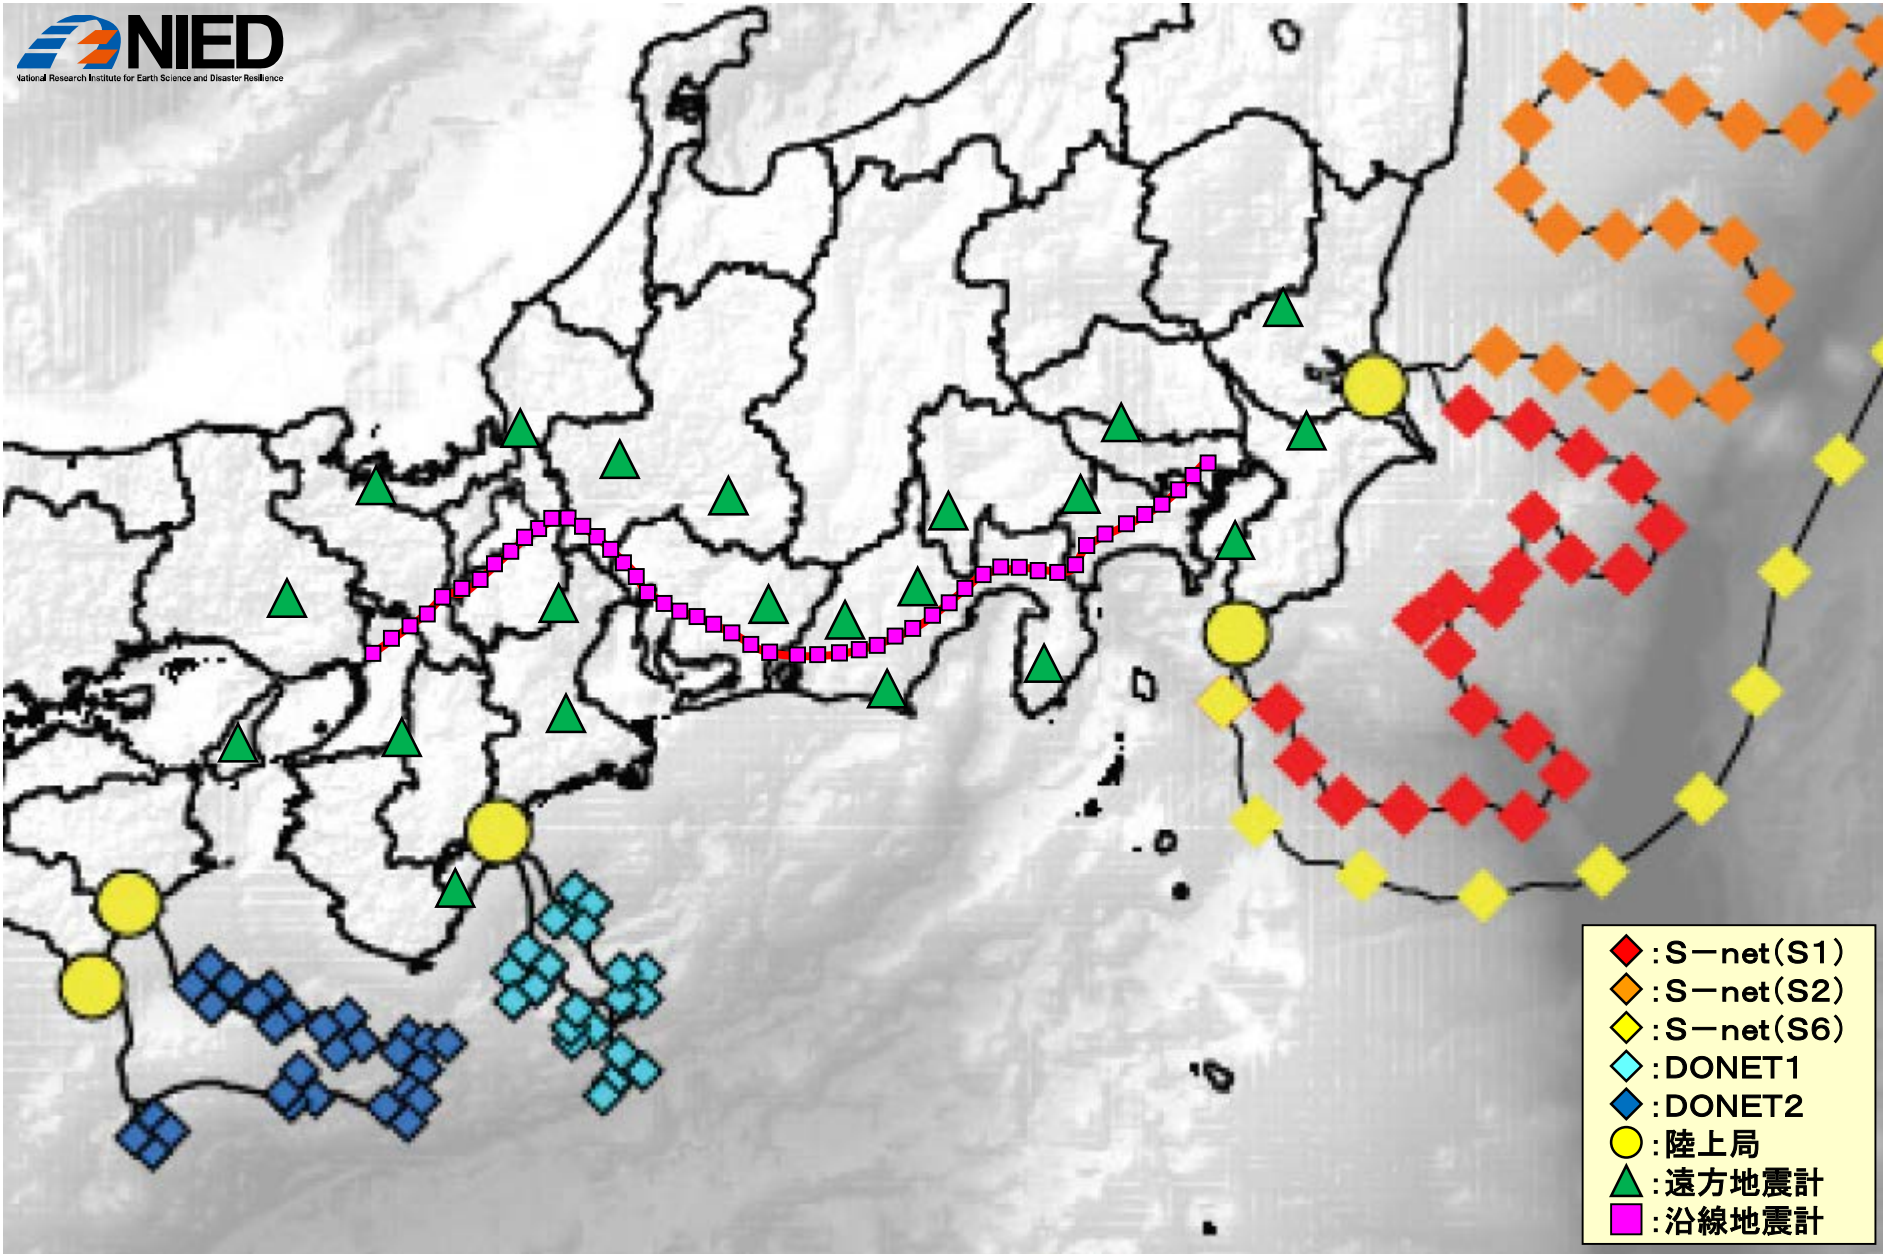 NIED
National Research Institute for Earth Science and Disaster Resilience
:S-net(S1)
:S-net(S2)
:S-net(S6)
:DONET1
:DONET2
:陸上局
:遠方地震計
:沿線地震計